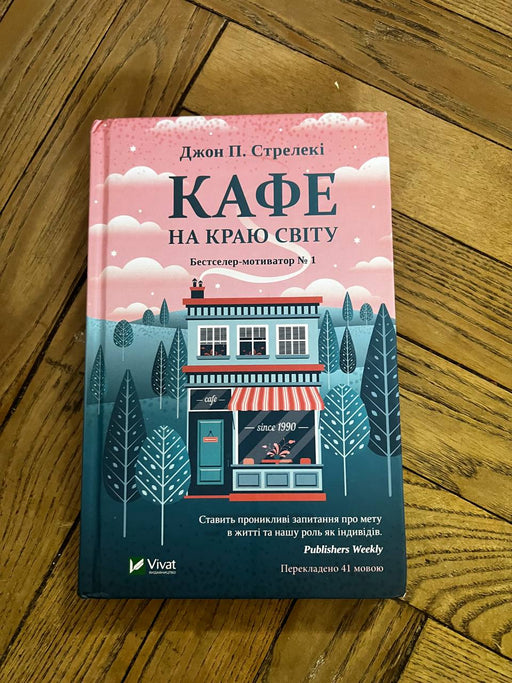 Джон П. Стрелекі
КАФЕ
НА КРАЮ СВІТУ
Бестселер-мотиватор № 1
cafe
since 1990
Ставить проникливі запитання про мету
в житті та нашу роль як індивідів.
Publishers Weekly
Vivat
ВИДАВНИЦТВО
Перекладено 41 мовою